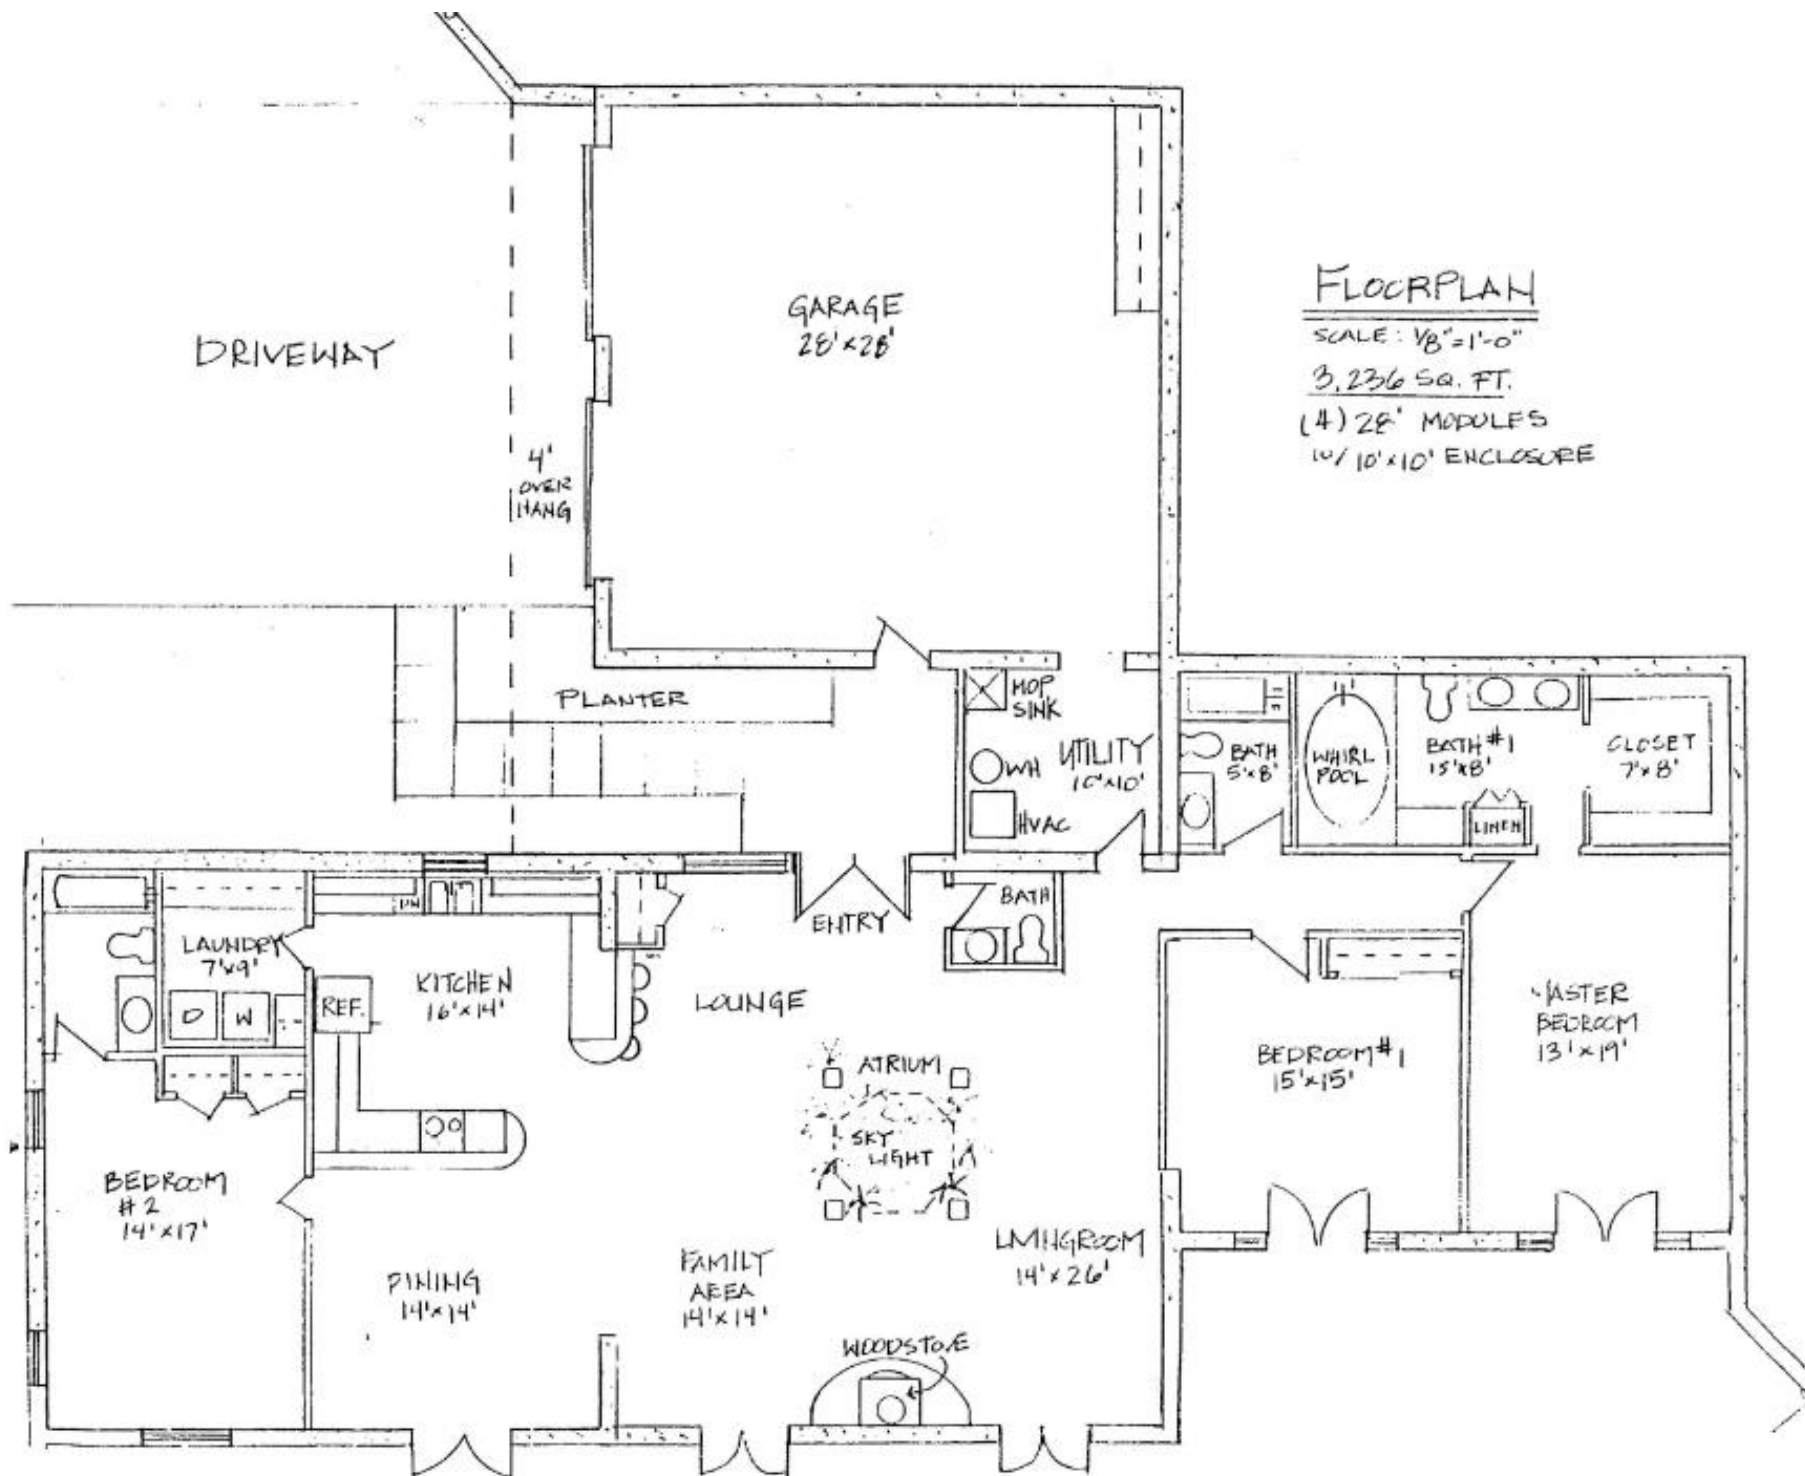 DRIVEWAY
GARAGE
28'x28'
FLOORPLAN
SCALE: 1/8"=1'-0"
3,236 SQ. FT.
(4) 28' MODULES
W/ 10'x10' ENCLOSURE
4'
OVER
HANG
PLANTER
MOP
SINK
WH
UTILITY
10'x10'
HVAC
BATH
5'x8'
WHIRL
POOL
BATH #1
15'x8'
LINEN
CLOSET
7'x8'
LAUNDRY
7'x9'
D
W
DW
REF.
KITCHEN
16'x14'
ENTRY
BATH
LOUNGE
ATRIUM
SKY
LIGHT
BEDROOM #1
15'x15'
MASTER
BEDROOM
13'x19'
BEDROOM
#2
14'x17'
DINING
14'x14'
FAMILY
AREA
14'x14'
LIVINGROOM
14'x26'
WOODSTOVE